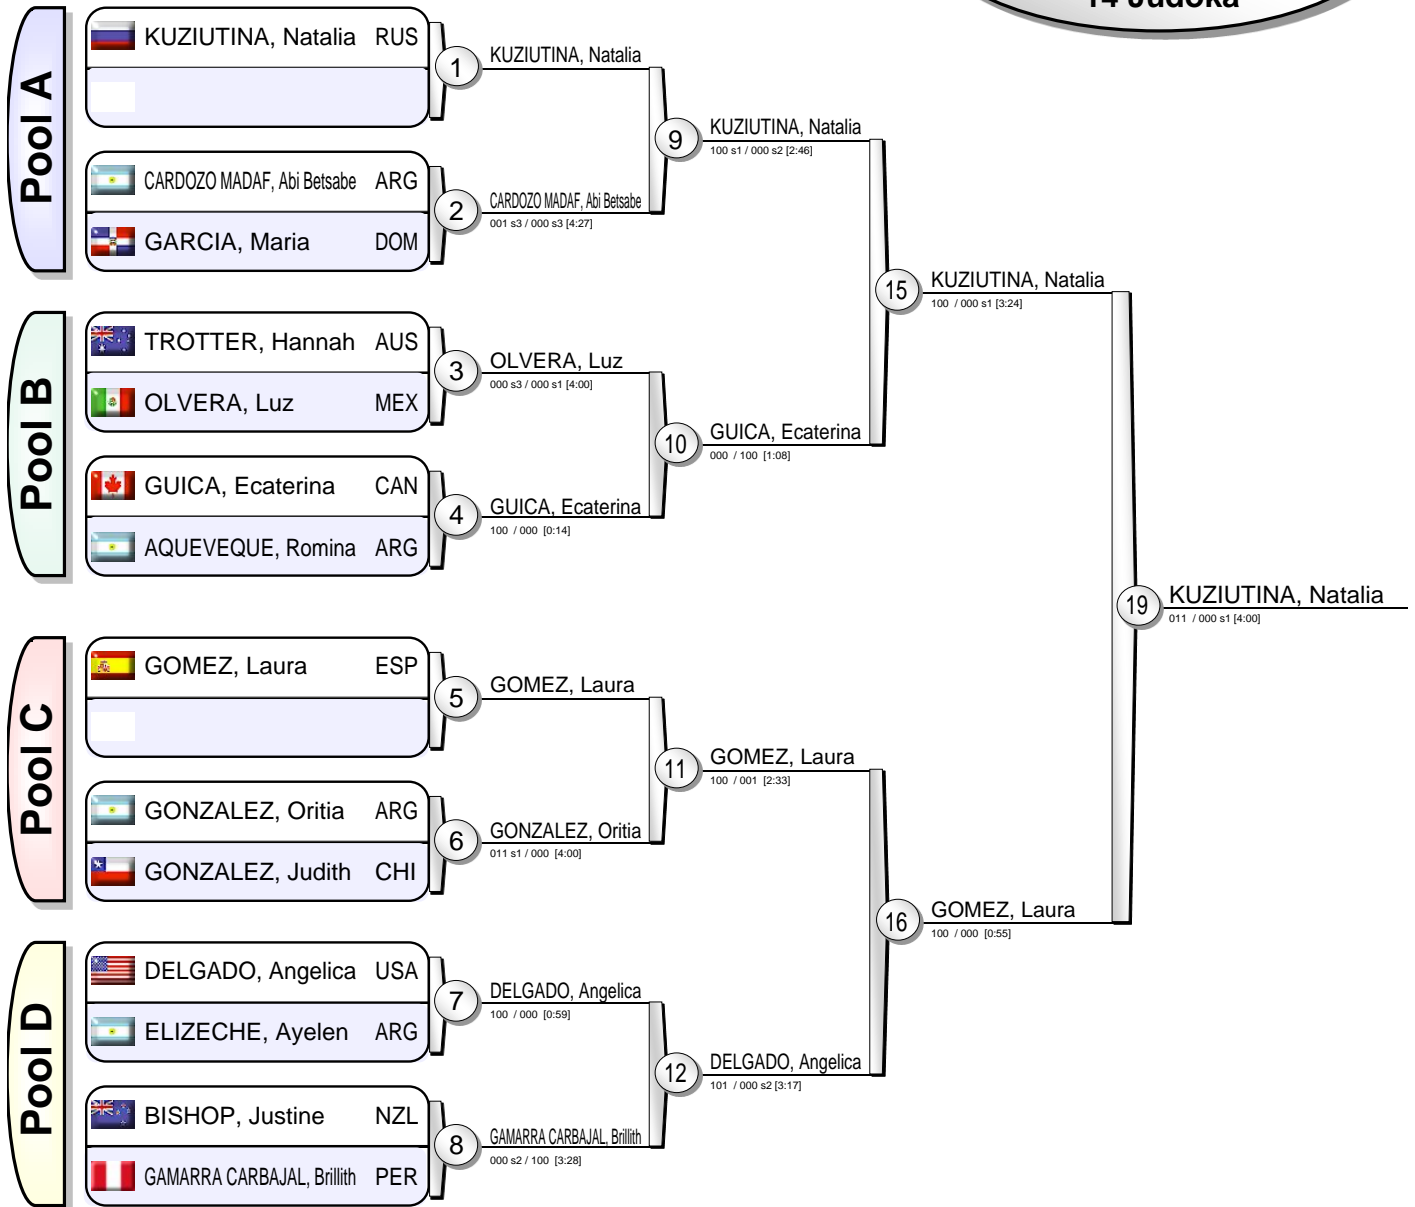 14 Judoka
Pool A
KUZIUTINA, Natalia RUS
CARDOZO MADAF, Abi Betsabe ARG
GARCIA, Maria DOM
1
KUZIUTINA, Natalia
2
CARDOZO MADAF, Abi Betsabe
001 s3 / 000 s3 [4:27]
9
KUZIUTINA, Natalia
100 s1 / 000 s2 [2:46]
Pool B
TROTTER, Hannah AUS
OLVERA, Luz MEX
GUICA, Ecaterina CAN
AQUEVEQUE, Romina ARG
3
OLVERA, Luz
000 s3 / 000 s1 [4:00]
4
GUICA, Ecaterina
100 / 000 [0:14]
10
GUICA, Ecaterina
000 / 100 [1:08]
15
KUZIUTINA, Natalia
100 / 000 s1 [3:24]
Pool C
GOMEZ, Laura ESP
GONZALEZ, Oritia ARG
GONZALEZ, Judith CHI
5
GOMEZ, Laura
6
GONZALEZ, Oritia
011 s1 / 000 [4:00]
11
GOMEZ, Laura
100 / 001 [2:33]
Pool D
DELGADO, Angelica USA
ELIZECHE, Ayelen ARG
BISHOP, Justine NZL
GAMARRA CARBAJAL, Brillith PER
7
DELGADO, Angelica
100 / 000 [0:59]
8
GAMARRA CARBAJAL, Brillith
000 s2 / 100 [3:28]
12
DELGADO, Angelica
101 / 000 s2 [3:17]
16
GOMEZ, Laura
100 / 000 [0:55]
19
KUZIUTINA, Natalia
011 / 000 s1 [4:00]